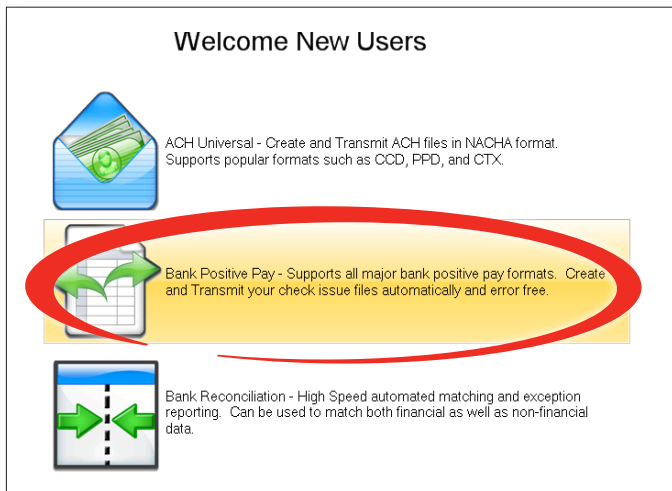 Welcome New Users
ACH Universal - Create and Transmit ACH files in NACHA format.
Supports popular formats such as CCD, PPD, and CTX.
Bank Positive Pay - Supports all major bank positive pay formats.  Create
and Transmit your check issue files automatically and error free.
Bank Reconciliation - High Speed automated matching and exception
reporting.  Can be used to match both financial as well as non-financial
data.